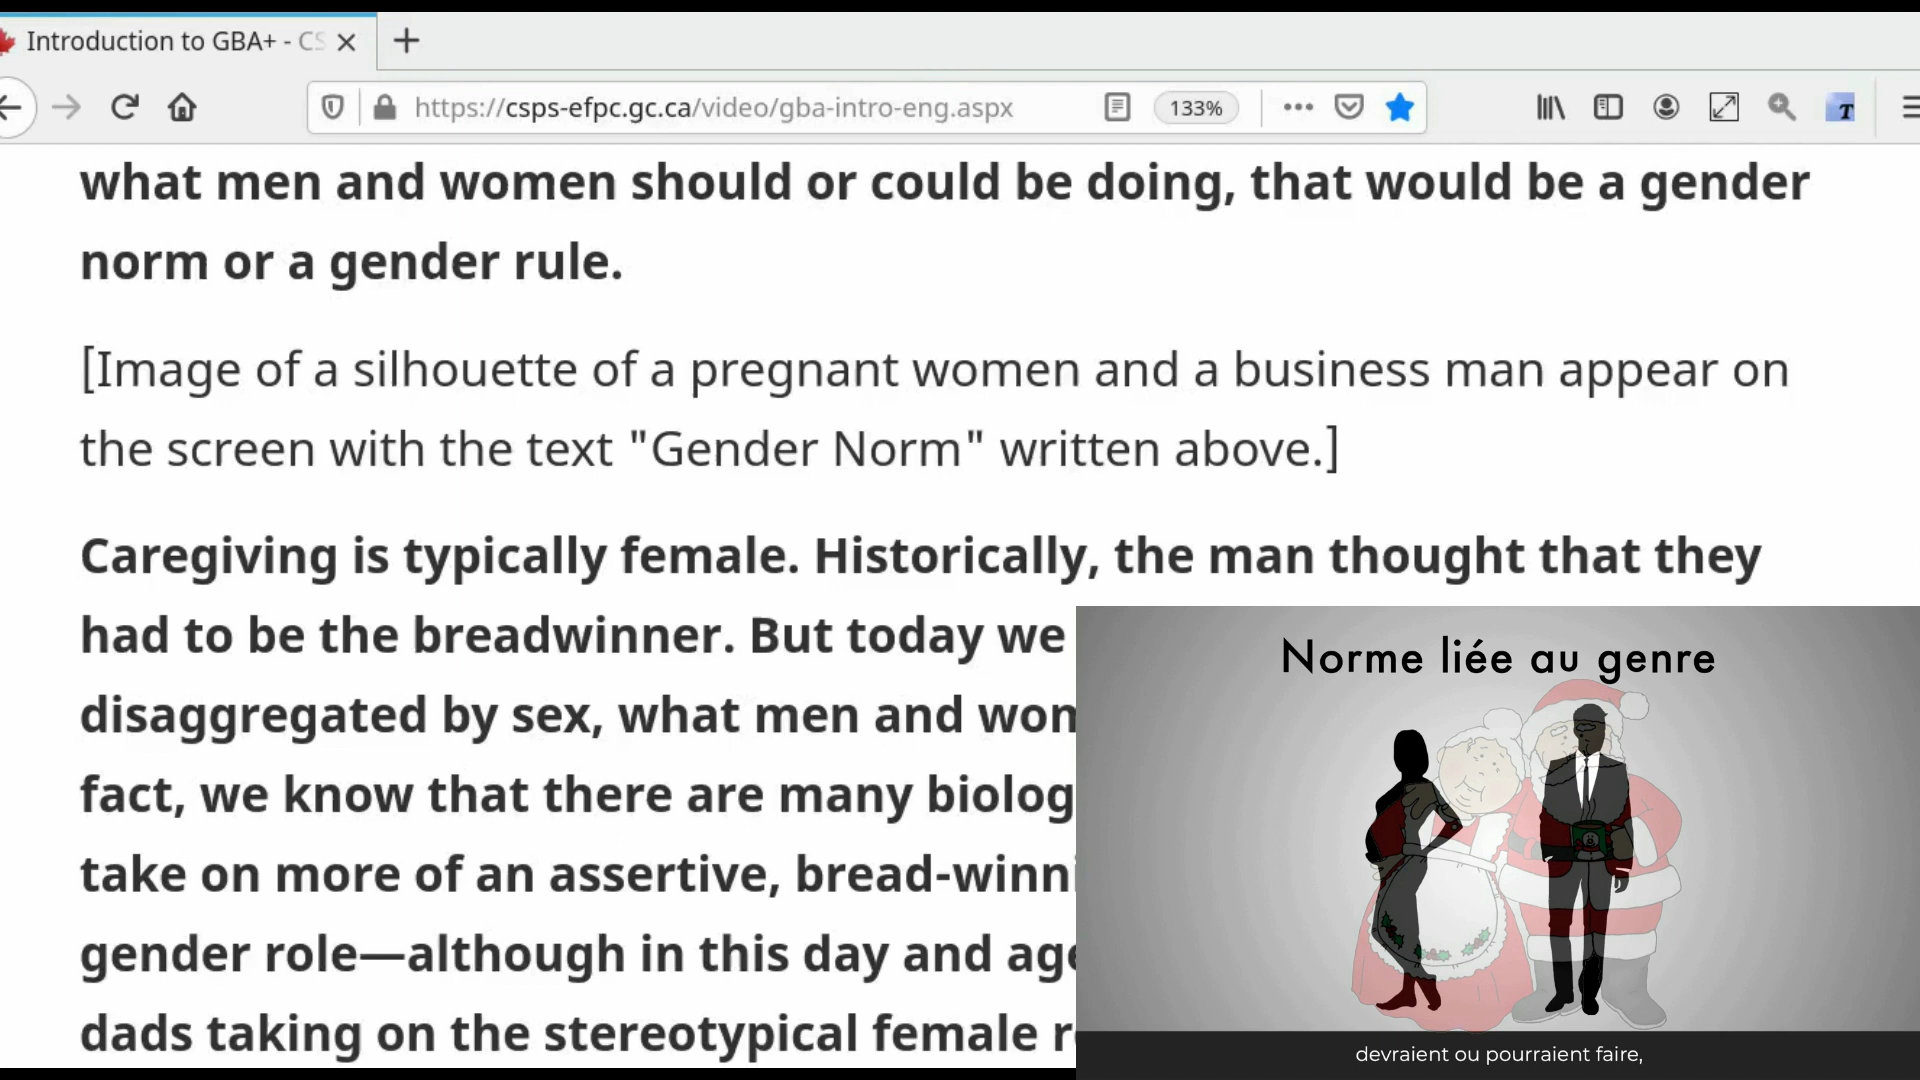 Introduction to GBA+ - CS
https://csps-efpc.gc.ca/video/gba-intro-eng.aspx
133%
what men and women should or could be doing, that would be a gender
norm or a gender rule.
[Image of a silhouette of a pregnant women and a business man appear on
the screen with the text "Gender Norm" written above.]
Caregiving is typically female. Historically, the man thought that they
had to be the breadwinner. But today we
disaggregated by sex, what men and wom
fact, we know that there are many biolog
take on more of an assertive, bread-winni
gender role—although in this day and age
dads taking on the stereotypical female r
Norme liée au genre
devraient ou pourraient faire,